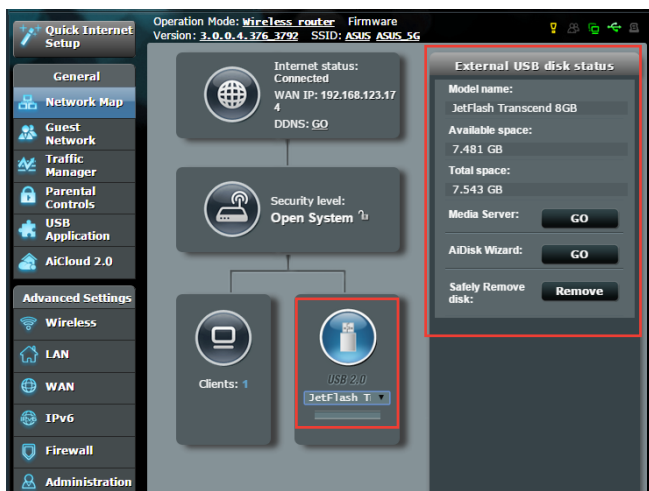 Quick Internet
Setup
Operation Mode: Wireless router Firmware
Version: 3.0.0.4.376_3792 SSID: ASUS ASUS_5G
General
Network Map
Guest
Network
Traffic
Manager
Parental
Controls
USB
Application
AiCloud 2.0
Advanced Settings
Wireless
LAN
WAN
IPv6
Firewall
Administration
Internet status:
Connected
WAN IP: 192.168.123.17
4
DDNS: GO
Security level:
Open System
Clients: 1
USB 2.0
JetFlash T
External USB disk status
Model name:
JetFlash Transcend 8GB
Available space:
7.481 GB
Total space:
7.543 GB
Media Server: GO
AiDisk Wizard: GO
Safely Remove
disk:
Remove